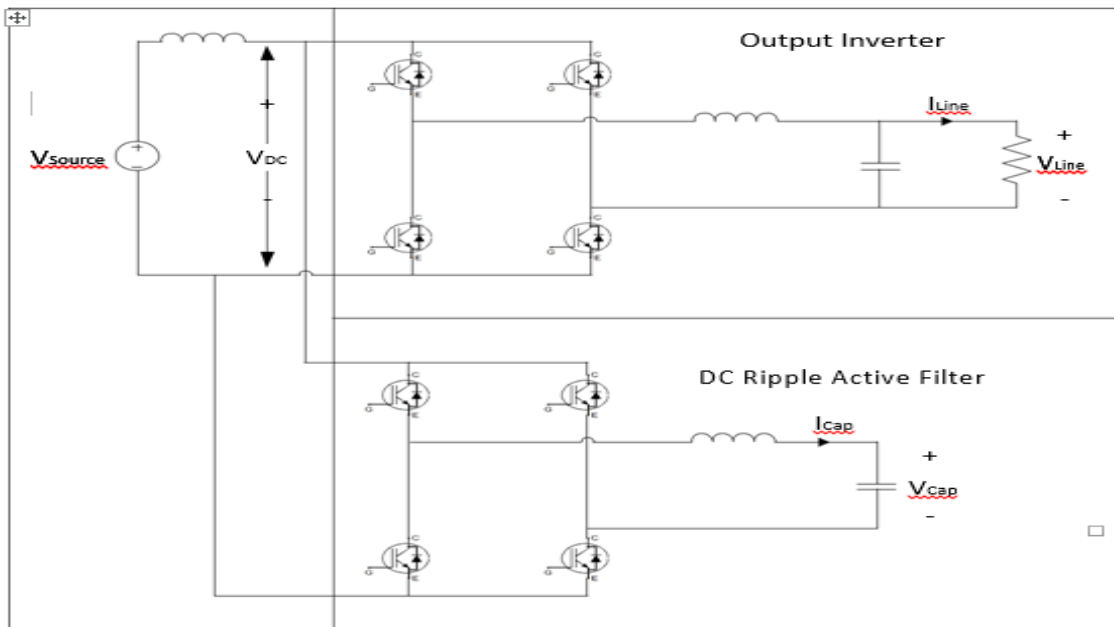 Output Inverter
C
C
G
E
G
E
+
-
VSource
+
VDC
-
ILine
+
VLine
-
C
C
G
E
G
E
DC Ripple Active Filter
C
C
G
E
G
E
ICap
+
VCap
-
C
C
G
E
G
E